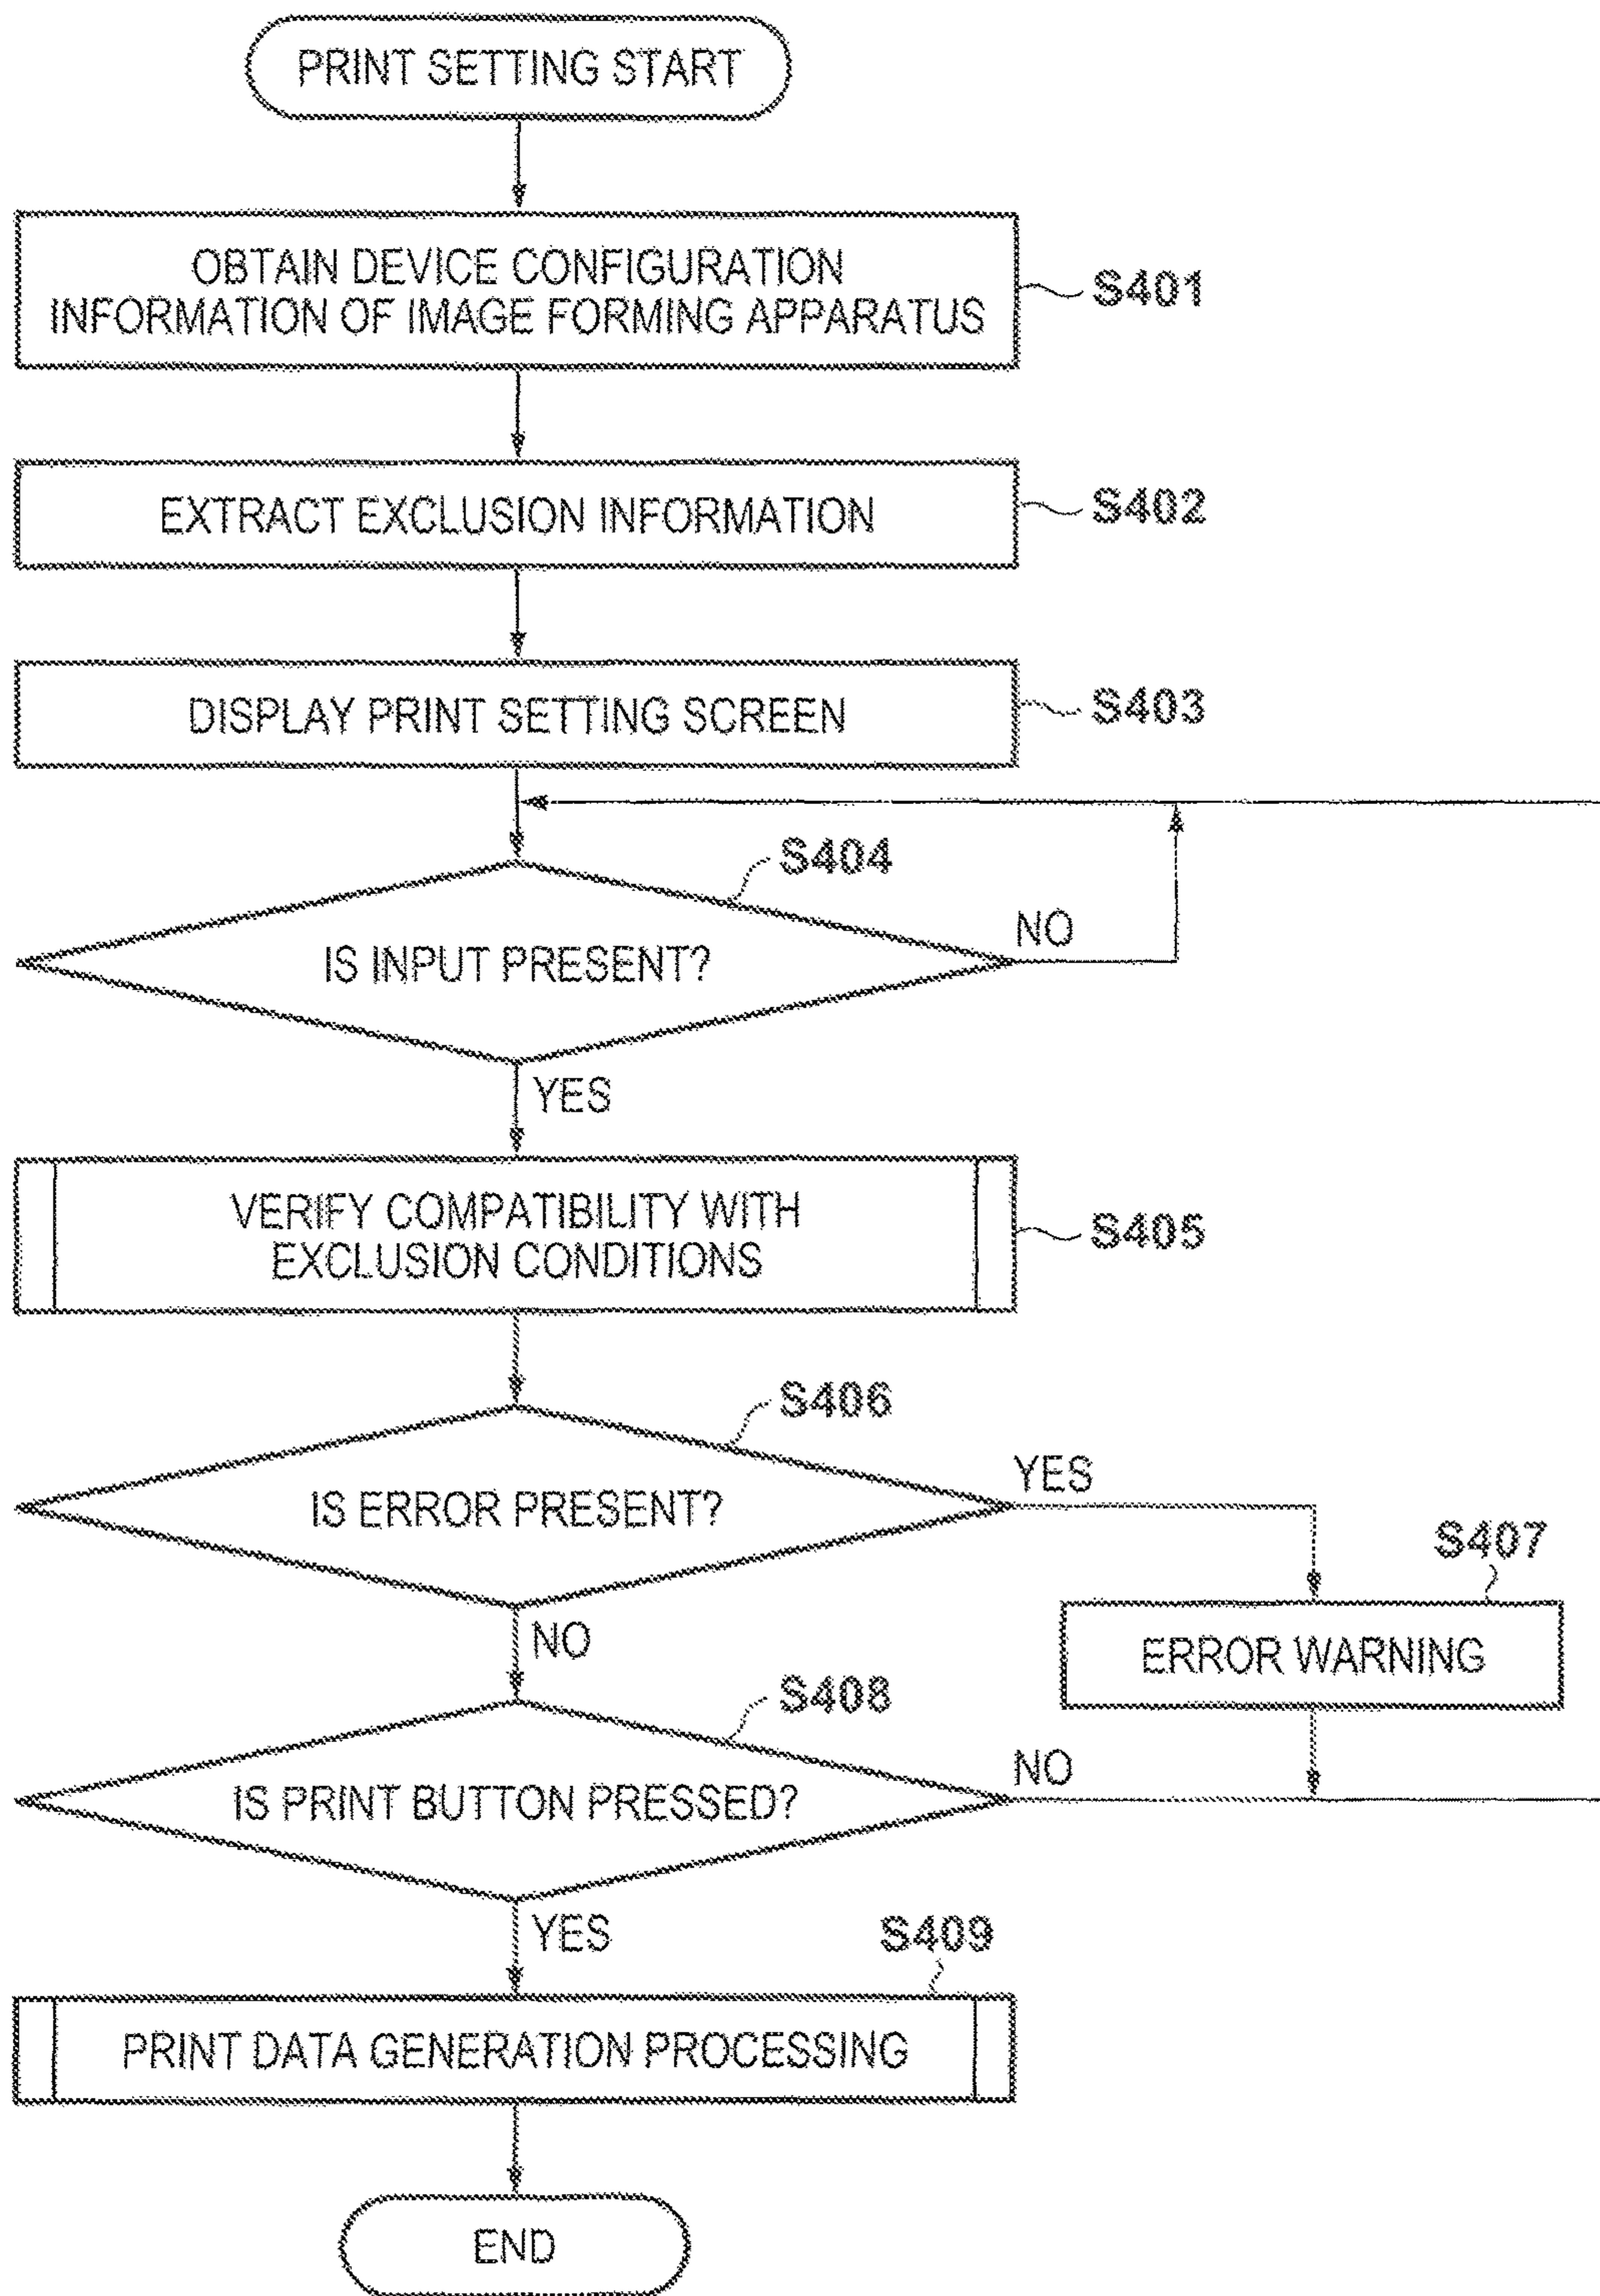 PRINT SETTING START
OBTAIN DEVICE CONFIGURATION
INFORMATION OF IMAGE FORMING APPARATUS
S401
EXTRACT EXCLUSION INFORMATION
S402
DISPLAY PRINT SETTING SCREEN
S403
S404
IS INPUT PRESENT?
NO
YES
VERIFY COMPATIBILITY WITH
EXCLUSION CONDITIONS
S405
S406
IS ERROR PRESENT?
YES
S407
ERROR WARNING
NO
S408
IS PRINT BUTTON PRESSED?
NO
YES
S409
PRINT DATA GENERATION PROCESSING
END